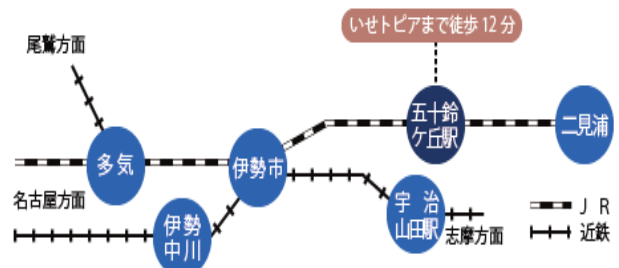 いせトピアまで徒歩12分
尾鷲方面
五十鈴
ケ丘駅
二見浦
多気
伊勢市
名古屋方面
伊勢
中川
宇治
山田駅
志摩方面
JR
近鉄